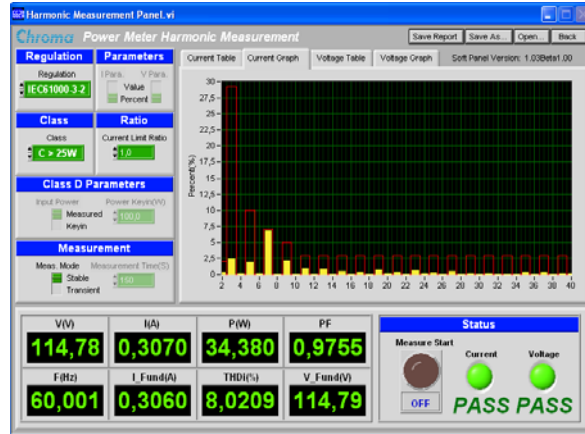 Harmonic Measurement Panel.vi
Chroma Power Meter Harmonic Measurement
Save Report Save As... Open... Back
Regulation Parameters
Regulation
IEC61000-3-2
I Para. V Para.
Value
Percent
Class Ratio
Class
C > 25W
Current Limit Ratio
1,0
Class D Parameters
Input Power Power Keyin(W)
Measured
Keyin
100,0
Measurement
Meas. Mode Measurement Time(S)
Stable
Transient
150
Current Table Current Graph Voltage Table Voltage Graph Soft Panel Version: 1.03Beta1.00
Percent(%)
30
27,5
25
22,5
20
17,5
15
12,5
10
7,5
5
2,5
0
2 4 6 8 10 12 14 16 18 20 22 24 26 28 30 32 34 36 38 40
V(V) I(A) P(W) PF
114,78 0,3070 34,380 0,9755
F(Hz) I_Fund(A) THDi(%) V_Fund(V)
60,001 0,3060 8,0209 114,79
Status
Measure Start
OFF
Current Voltage
PASS PASS